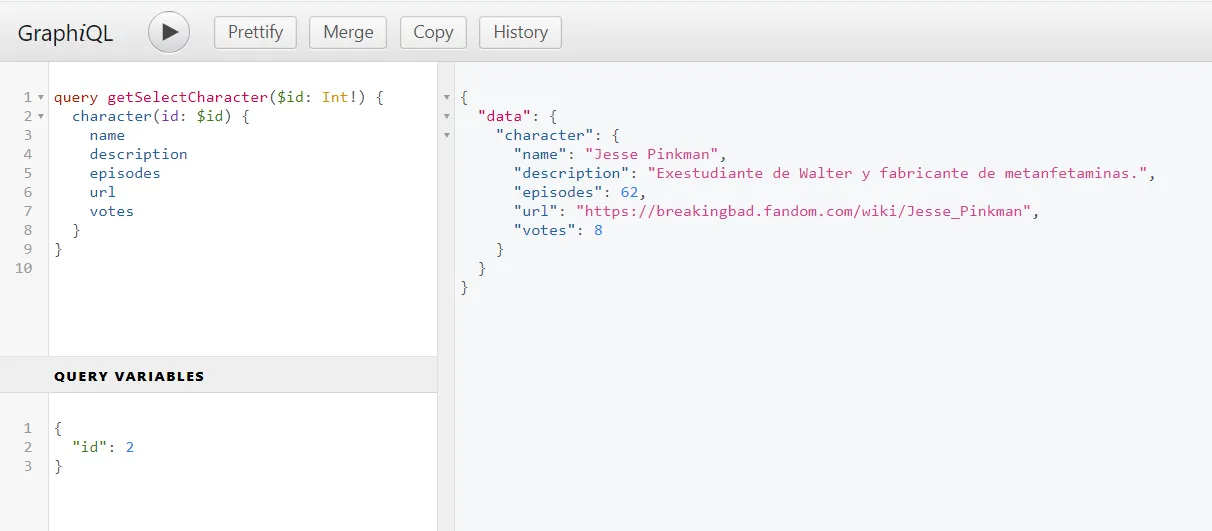 GraphiQL Prettify Merge Copy History
1 query getSelectCharacter($id: Int!) {
2 character(id: $id) {
3 name
4 description
5 episodes
6 url
7 votes
8 }
9 }
10
QUERY VARIABLES
1 {
2 "id": 2
3 }
{
"data": {
"character": {
"name": "Jesse Pinkman",
"description": "Exestudiante de Walter y fabricante de metanfetaminas.",
"episodes": 62,
"url": "https://breakingbad.fandom.com/wiki/Jesse_Pinkman",
"votes": 8
}
}
}